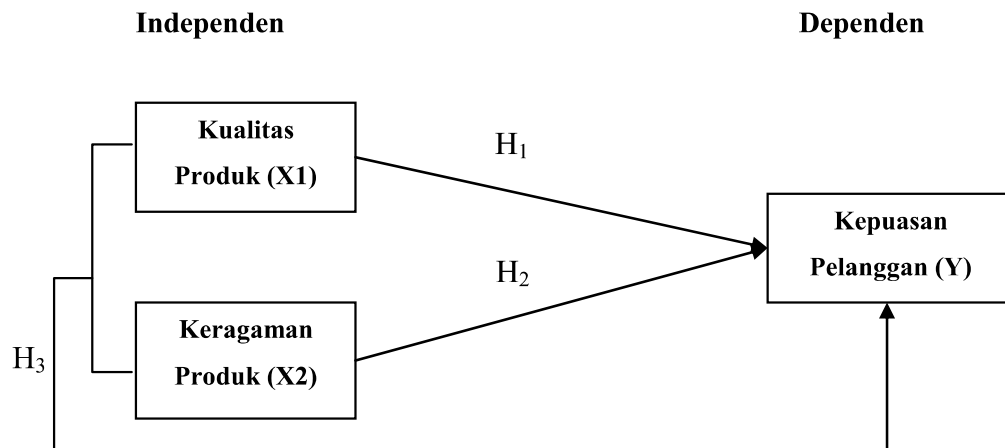 Independen
Dependen
Kualitas
Produk (X1)
H₁
Kepuasan
Pelanggan (Y)
H₂
Keragaman
Produk (X2)
H₃